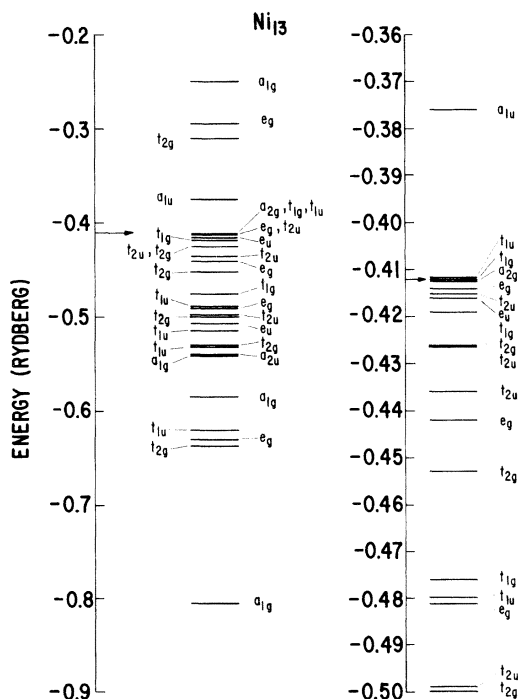 Ni13
ENERGY (RYDBERG)
-0.2
-0.3
-0.4
-0.5
-0.6
-0.7
-0.8
-0.9
a1g
eg
t2g
a1u
a2g, t1g, t1u
eg, t2u
t1g eu
t2u, t2g t2u
eg
t2g
t1g
t1u eg
t2g t2u
eu
t1u
t1u t2g
a1g a2u
a1g
t1u
eg
t2g
a1g
-0.36
-0.37
-0.38
-0.39
-0.40
-0.41
-0.42
-0.43
-0.44
-0.45
-0.46
-0.47
-0.48
-0.49
-0.50
a1u
t1u
t1g
a2g
eg
t2u
eu
t1g
t2g
t2u
t2u
eg
t2g
t1g
t1u
eg
t2u
t2g